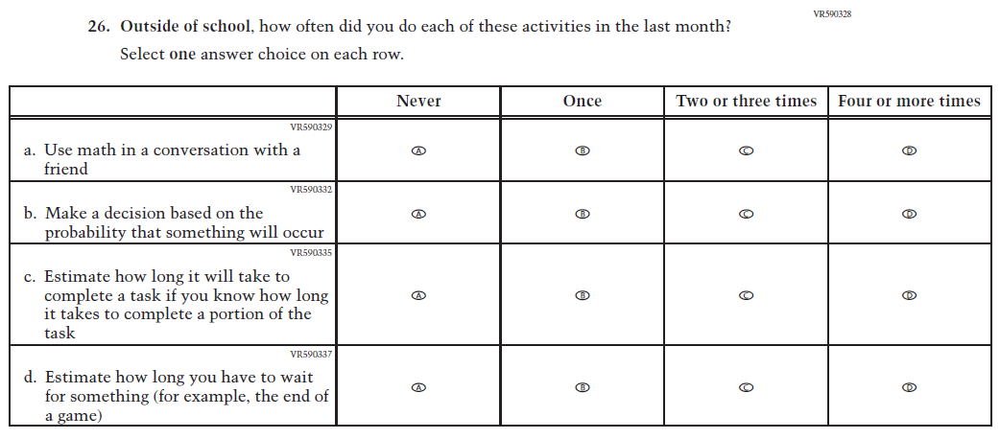 VR590328
26. Outside of school, how often did you do each of these activities in the last month?
Select one answer choice on each row.
Never Once Two or three times Four or more times
VR590329
a. Use math in a conversation with a
friend
A B C D
VR590332
b. Make a decision based on the
probability that something will occur
A B C D
VR590335
c. Estimate how long it will take to
complete a task if you know how long
it takes to complete a portion of the
task
A B C D
VR590337
d. Estimate how long you have to wait
for something (for example, the end of
a game)
A B C D